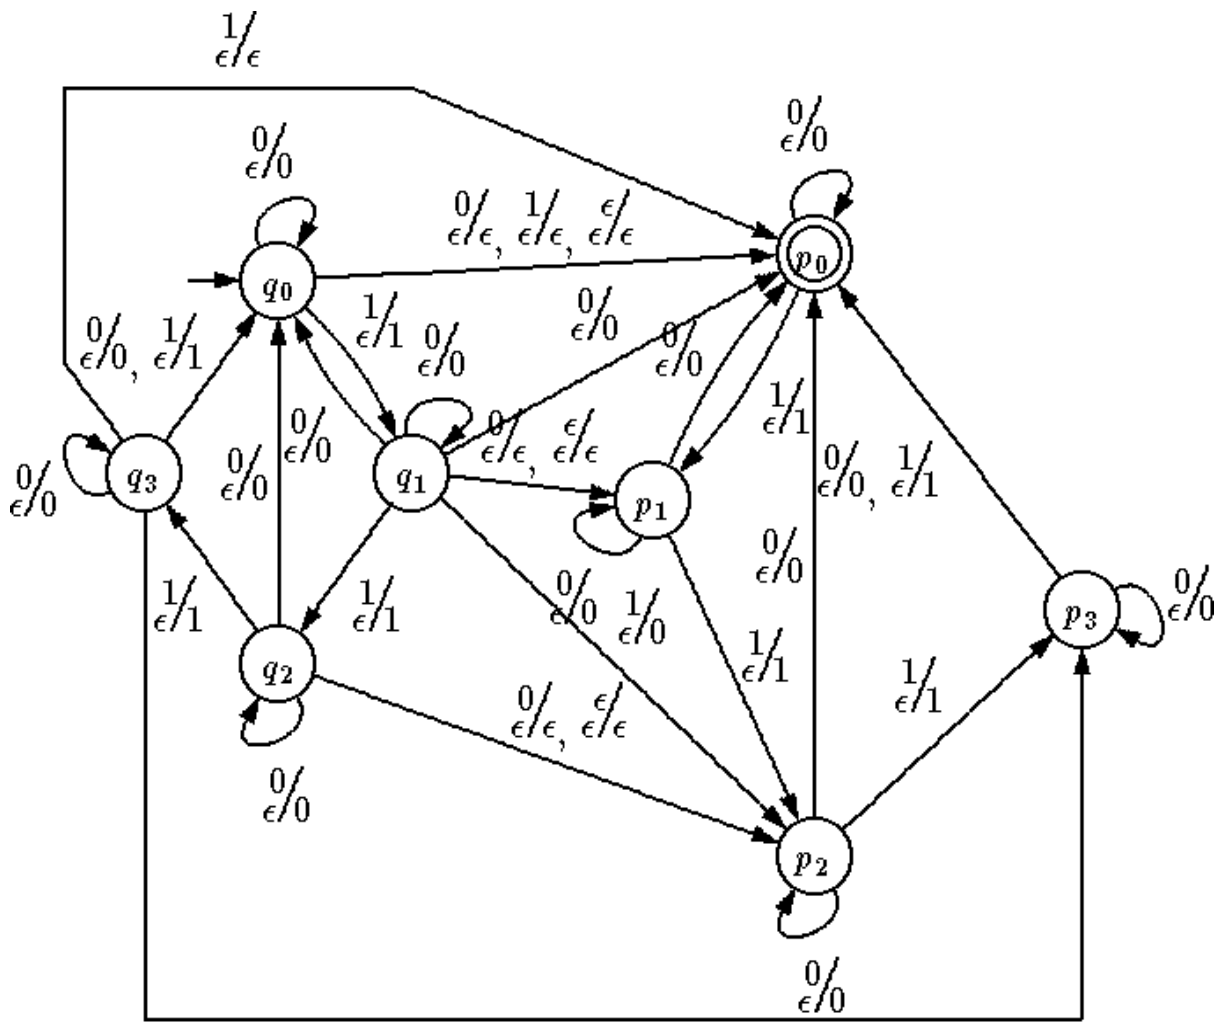 1/
ϵ/ϵ
0/
ϵ/0
0/
ϵ/0
0/ 1/ ϵ/
ϵ/ϵ, ϵ/ϵ, ϵ/ϵ
p0
q0
0/ 1/
ϵ/0, ϵ/1
1/
ϵ/1
0/
ϵ/0
0/
ϵ/0
0/
ϵ/0
1/
ϵ/1
0/
ϵ/0
q3
0/
ϵ/0
0/
ϵ/0
q1
0/ ϵ/
ϵ/ϵ, ϵ/ϵ
p1
0/ 1/
ϵ/0, ϵ/1
0/
ϵ/0
1/
ϵ/1
1/
ϵ/1
0/ 1/
ϵ/0 ϵ/0
p3
0/
ϵ/0
q2
1/
ϵ/1
0/ ϵ/
ϵ/ϵ, ϵ/ϵ
1/
ϵ/1
0/
ϵ/0
p2
0/
ϵ/0